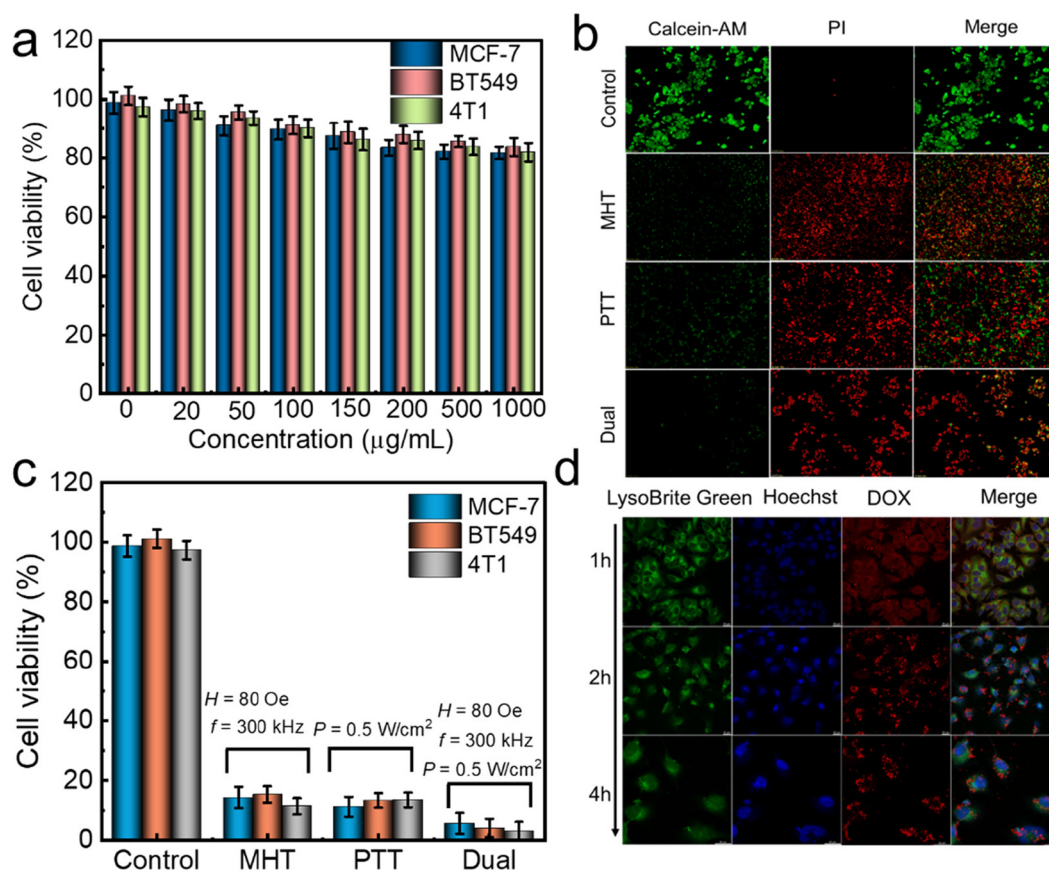 a
120
100
80
60
40
20
0
Cell viability (%)
MCF-7
BT549
4T1
0 20 50 100 150 200 500 1000
Concentration (μg/mL)
b
Calcein-AM PI Merge
Control
MHT
PTT
Dual
c
120
100
80
60
40
20
0
Cell viability (%)
MCF-7
BT549
4T1
H = 80 Oe
f = 300 kHz
P = 0.5 W/cm²
H = 80 Oe
f = 300 kHz
P = 0.5 W/cm²
Control MHT PTT Dual
d
LysoBrite Green Hoechst DOX Merge
1h
2h
4h